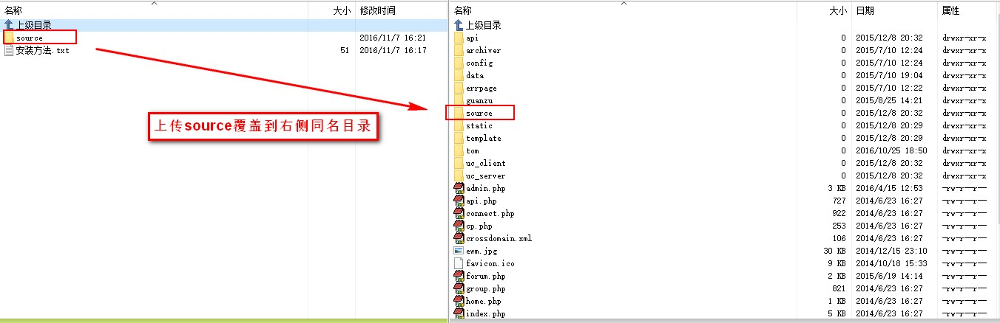 名称 大小 修改时间
上级目录
source 2016/11/7 16:21
安装方法.txt 51 2016/11/7 16:17
上传source覆盖到右侧同名目录
名称 大小 日期 属性
上级目录
api 0 2015/12/8 20:32 drwxr-xr-x
archiver 0 2015/7/10 12:24 drwxr-xr-x
config 0 2015/7/10 12:24 drwxr-xr-x
data 0 2015/7/10 19:04 drwxr-xr-x
errpage 0 2015/7/10 12:22 drwxr-xr-x
guanzu 0 2015/8/25 14:21 drwxr-xr-x
source 0 2015/12/8 20:32 drwxr-xr-x
static 0 2015/12/8 20:29 drwxr-xr-x
template 0 2015/12/8 20:29 drwxr-xr-x
tom 0 2016/10/25 18:50 drwxr-xr-x
uc_client 0 2015/12/8 20:32 drwxr-xr-x
uc_server 0 2015/12/8 20:32 drwxr-xr-x
admin.php 3 KB 2016/4/15 12:53 -rw-r--r--
api.php 727 2014/6/23 16:27 -rw-r--r--
connect.php 922 2014/6/23 16:27 -rw-r--r--
cp.php 253 2014/6/23 16:27 -rw-r--r--
crossdomain.xml 106 2014/6/23 16:27 -rw-r--r--
ewm.jpg 30 KB 2014/12/15 23:10 -rw-r--r--
favicon.ico 9 KB 2014/10/18 15:33 -rw-r--r--
forum.php 2 KB 2015/6/19 14:14 -rw-r--r--
group.php 821 2014/6/23 16:27 -rw-r--r--
home.php 1 KB 2014/6/23 16:27 -rw-r--r--
index.php 5 KB 2014/6/23 16:27 -rw-r--r--